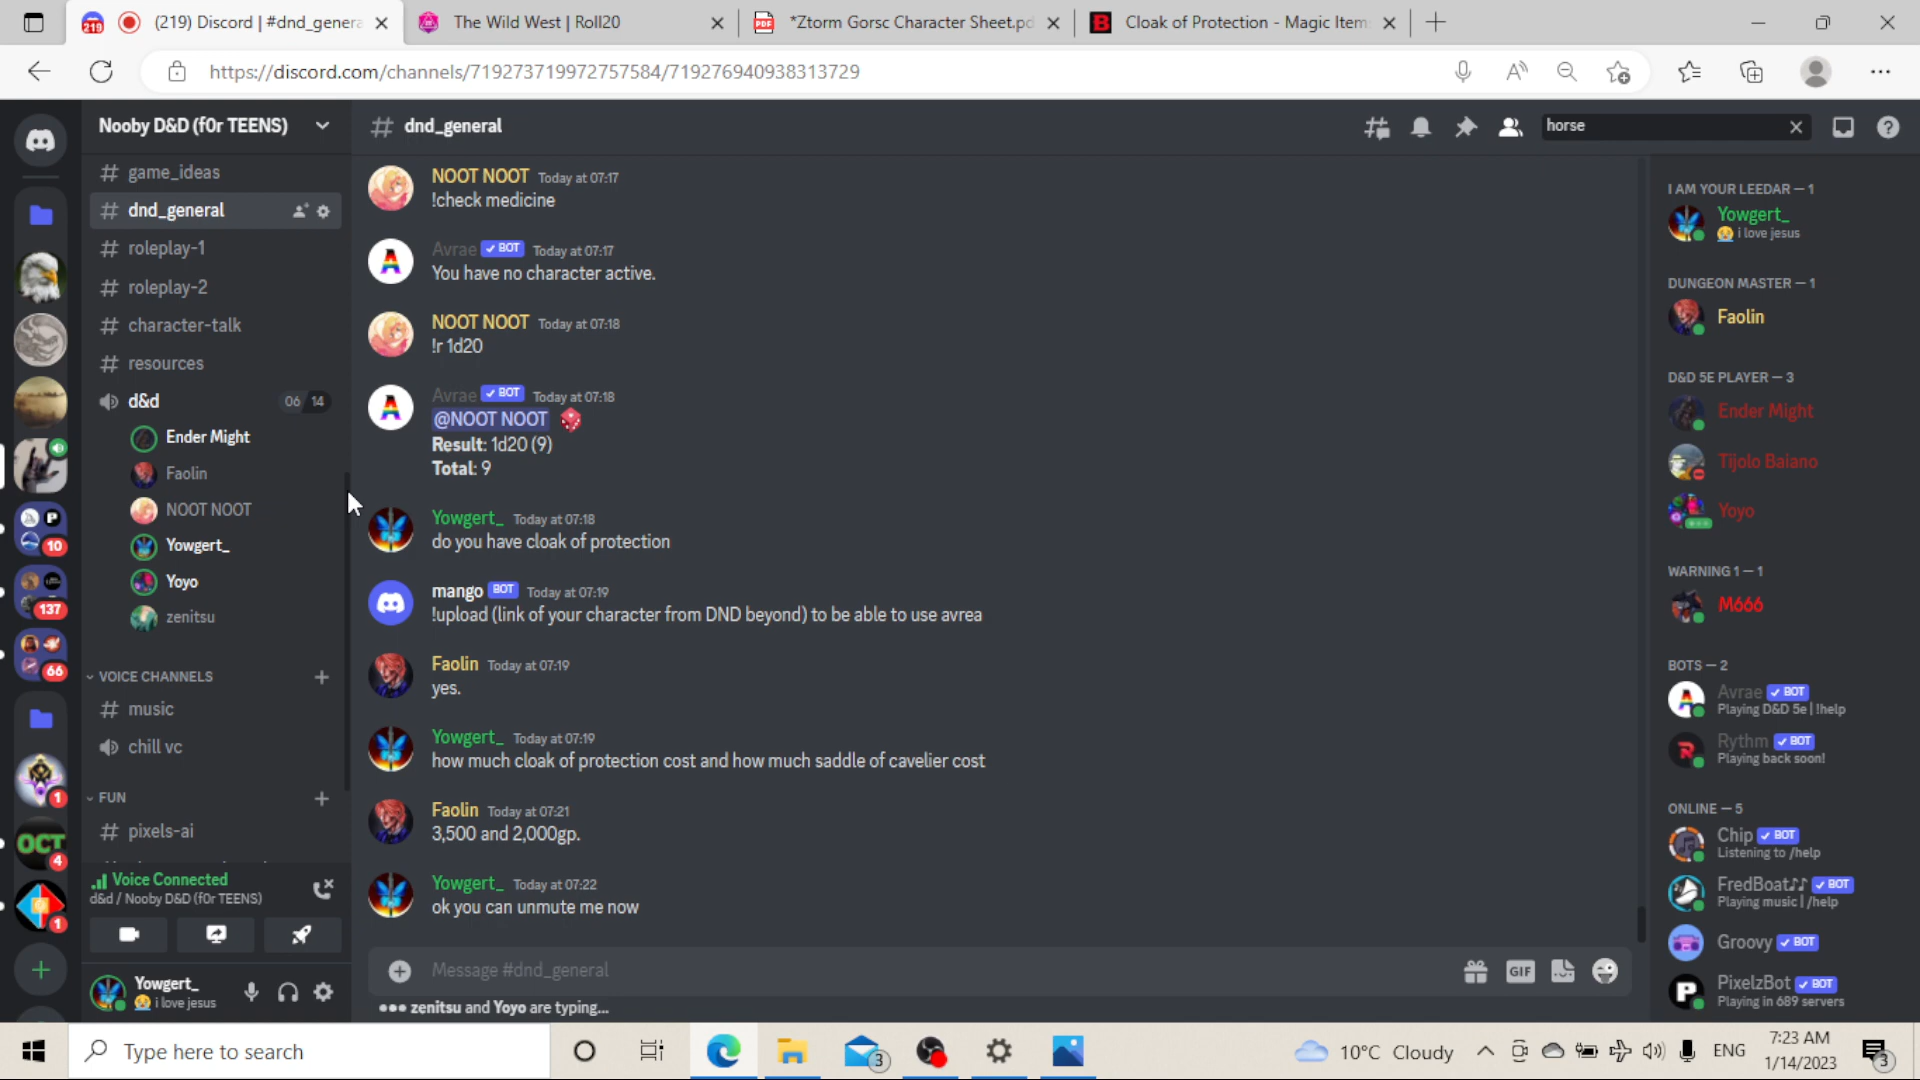 (219) Discord | #dnd_genera
The Wild West | Roll20
*Ztorm Gorsc Character Sheet.pd
Cloak of Protection - Magic Item
https://discord.com/channels/719273719972757584/719276940938313729
Nooby D&D (f0r TEENS)
# dnd_general
horse
# game_ideas
# dnd_general
# roleplay-1
# roleplay-2
# character-talk
# resources
d&d
06 14
Ender Might
Faolin
NOOT NOOT
Yowgert_
Yoyo
zenitsu
VOICE CHANNELS
# music
chill vc
FUN
# pixels-ai
Voice Connected
d&d / Nooby D&D (f0r TEENS)
Yowgert_
i love jesus
219
10
137
66
1
OCT
4
1
NOOT NOOT Today at 07:17
!check medicine
Avrae BOT Today at 07:17
You have no character active.
NOOT NOOT Today at 07:18
!r 1d20
Avrae BOT Today at 07:18
@NOOT NOOT
Result: 1d20 (9)
Total: 9
Yowgert_ Today at 07:18
do you have cloak of protection
mango BOT Today at 07:19
!upload (link of your character from DND beyond) to be able to use avrea
Faolin Today at 07:19
yes.
Yowgert_ Today at 07:19
how much cloak of protection cost and how much saddle of cavelier cost
Faolin Today at 07:21
3,500 and 2,000gp.
Yowgert_ Today at 07:22
ok you can unmute me now
Message #dnd_general
GIF
zenitsu and Yoyo are typing...
I AM YOUR LEEDAR — 1
Yowgert_
i love jesus
DUNGEON MASTER — 1
Faolin
D&D 5E PLAYER — 3
Ender Might
Tijolo Baiano
Yoyo
WARNING 1 — 1
M666
BOTS — 2
Avrae BOT
Playing D&D 5e | !help
Rythm BOT
Playing back soon!
ONLINE — 5
Chip BOT
Listening to /help
FredBoat♪♪ BOT
Playing music | /help
Groovy BOT
PixelzBot BOT
Playing in 689 servers
Type here to search
3
10°C Cloudy
ENG
7:23 AM
1/14/2023
3